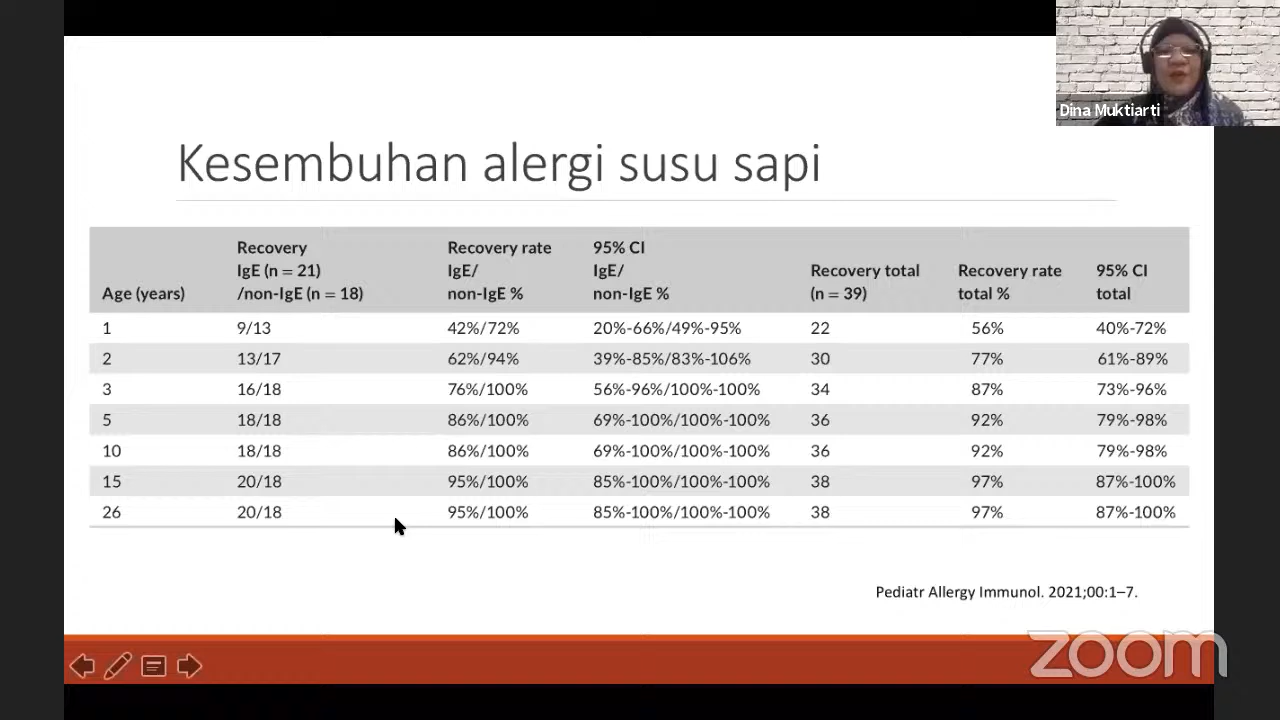 Dina Muktiarti
Kesembuhan alergi susu sapi
Age (years) Recovery IgE (n = 21) /non-IgE (n = 18) Recovery rate IgE/ non-IgE % 95% CI IgE/ non-IgE % Recovery total (n = 39) Recovery rate total % 95% CI total
1 9/13 42%/72% 20%-66%/49%-95% 22 56% 40%-72%
2 13/17 62%/94% 39%-85%/83%-106% 30 77% 61%-89%
3 16/18 76%/100% 56%-96%/100%-100% 34 87% 73%-96%
5 18/18 86%/100% 69%-100%/100%-100% 36 92% 79%-98%
10 18/18 86%/100% 69%-100%/100%-100% 36 92% 79%-98%
15 20/18 95%/100% 85%-100%/100%-100% 38 97% 87%-100%
26 20/18 95%/100% 85%-100%/100%-100% 38 97% 87%-100%
Pediatr Allergy Immunol. 2021;00:1–7.
zoom